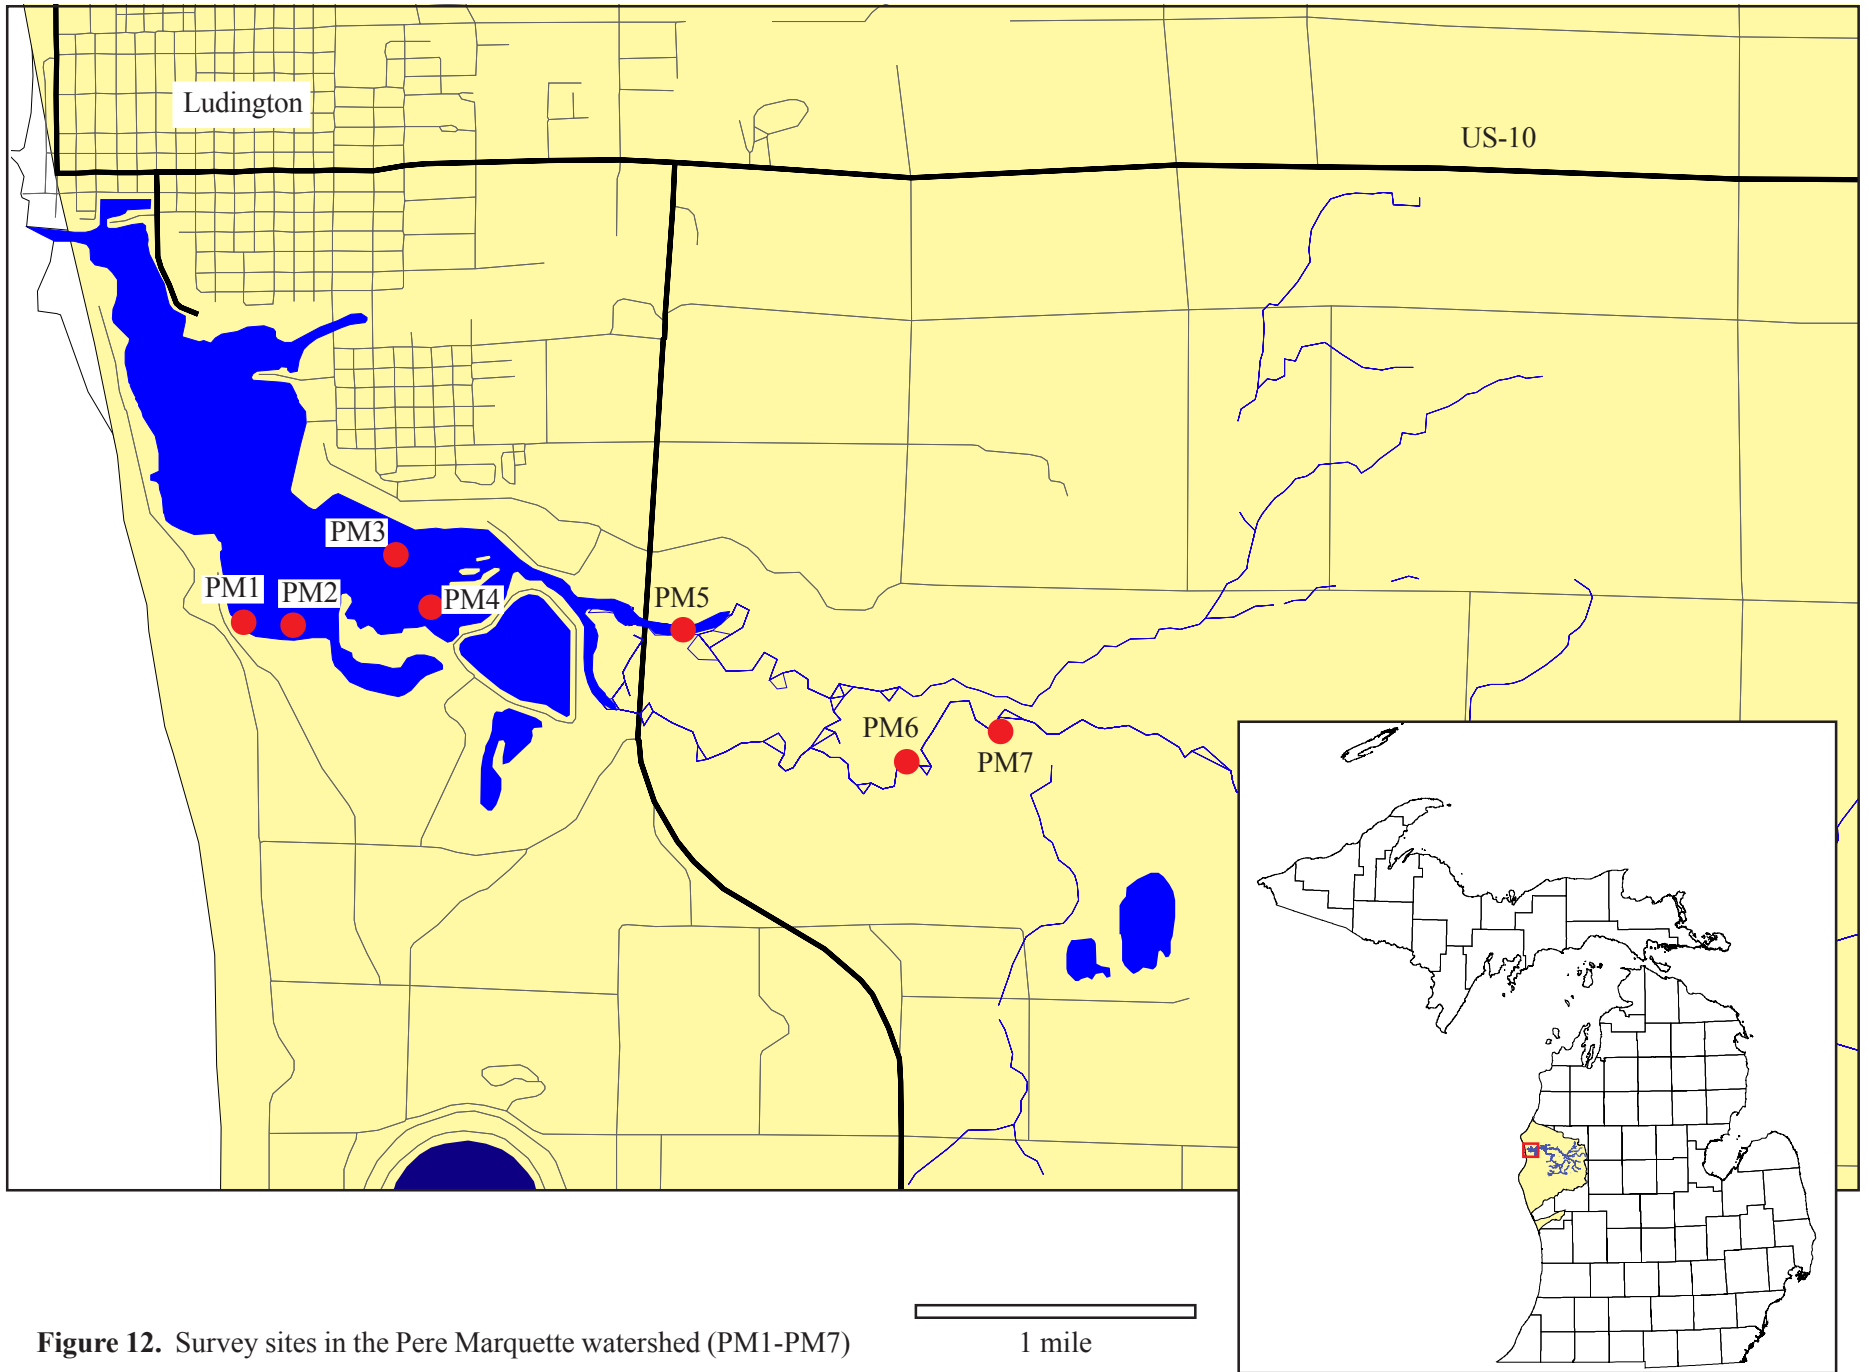 Ludington
US-10
PM3
PM1
PM2
PM4
PM5
PM6
PM7
1 mile
Figure 12. Survey sites in the Pere Marquette watershed (PM1-PM7)